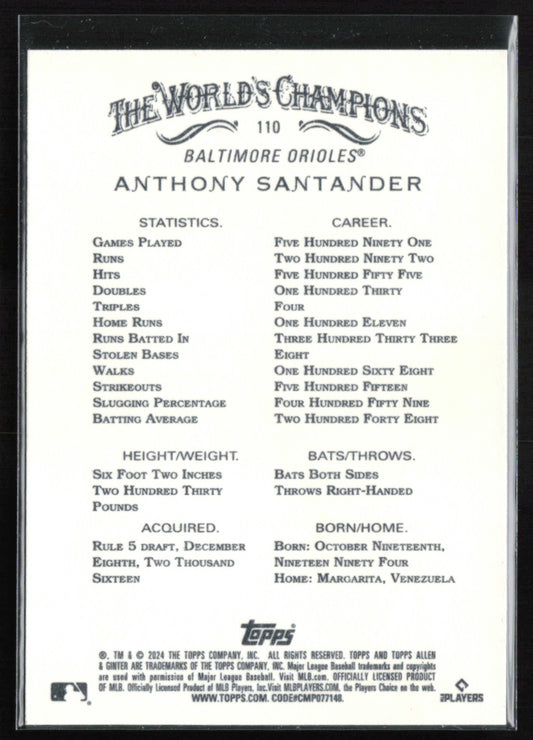 THE WORLD'S CHAMPIONS
110
BALTIMORE ORIOLES®
ANTHONY SANTANDER
STATISTICS. CAREER.
GAMES PLAYED FIVE HUNDRED NINETY ONE
RUNS TWO HUNDRED NINETY TWO
HITS FIVE HUNDRED FIFTY FIVE
DOUBLES ONE HUNDRED THIRTY
TRIPLES FOUR
HOME RUNS ONE HUNDRED ELEVEN
RUNS BATTED IN THREE HUNDRED THIRTY THREE
STOLEN BASES EIGHT
WALKS ONE HUNDRED SIXTY EIGHT
STRIKEOUTS FIVE HUNDRED FIFTEEN
SLUGGING PERCENTAGE FOUR HUNDRED FIFTY NINE
BATTING AVERAGE TWO HUNDRED FORTY EIGHT
HEIGHT/WEIGHT. BATS/THROWS.
SIX FOOT TWO INCHES BATS BOTH SIDES
TWO HUNDRED THIRTY THROWS RIGHT-HANDED
POUNDS
ACQUIRED. BORN/HOME.
RULE 5 DRAFT, DECEMBER BORN: OCTOBER NINETEENTH,
EIGHTH, TWO THOUSAND NINETEEN NINETY FOUR
SIXTEEN HOME: MARGARITA, VENEZUELA
Topps
®, TM & © 2024 THE TOPPS COMPANY, INC. ALL RIGHTS RESERVED. TOPPS AND TOPPS ALLEN
& GINTER ARE TRADEMARKS OF THE TOPPS COMPANY, INC. Major League Baseball trademarks and copyrights
are used with permission of Major League Baseball. Visit MLB.com. OFFICIALLY LICENSED PRODUCT
OF MLB. Officially Licensed Product of MLB Players, Inc.Visit MLBPLAYERS.COM, the Players Choice on the web.
WWW.TOPPS.COM. CODE#CMP077148.
PLAYERS